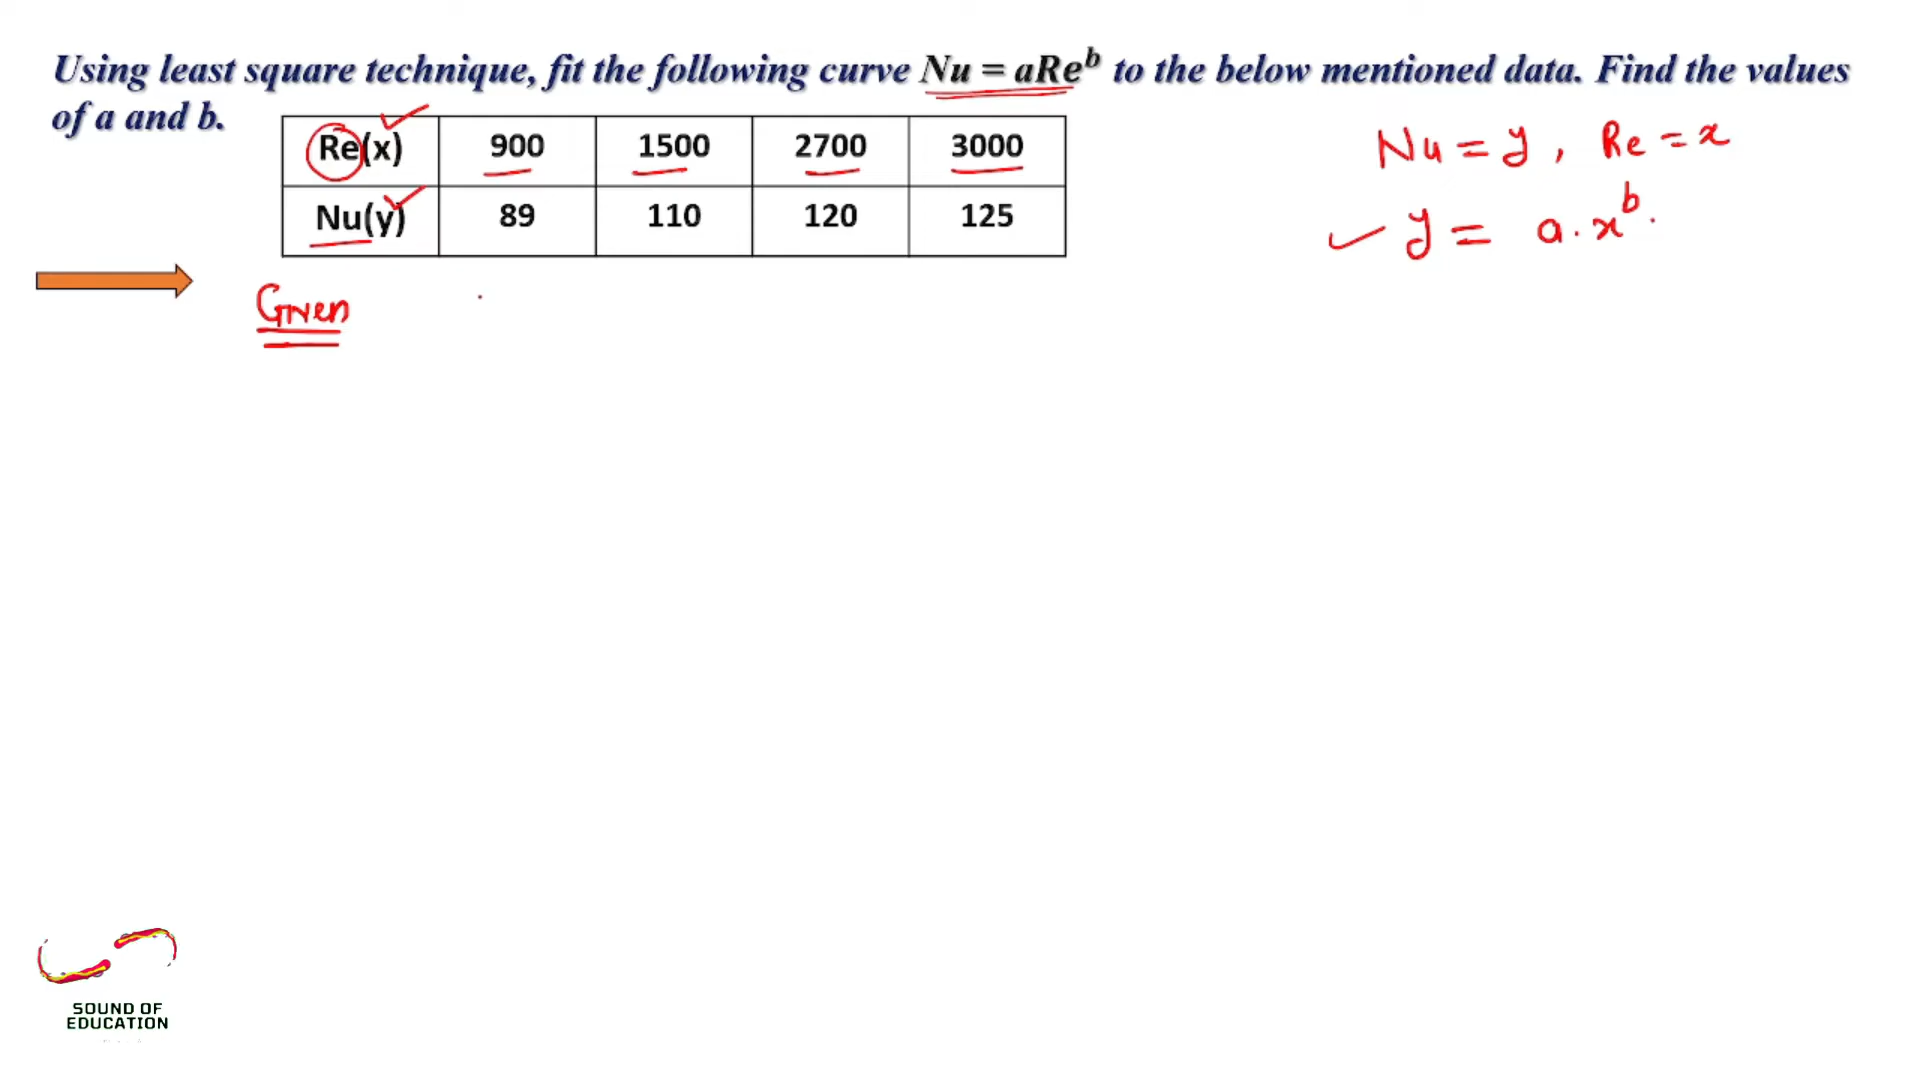 Using least square technique, fit the following curve Nu = aRe^b to the below mentioned data. Find the values
of a and b.
Re(x) 900 1500 2700 3000
Nu(y) 89 110 120 125
Nu = y, Re = x
y = a.x^b.
Given
SOUND OF
EDUCATION